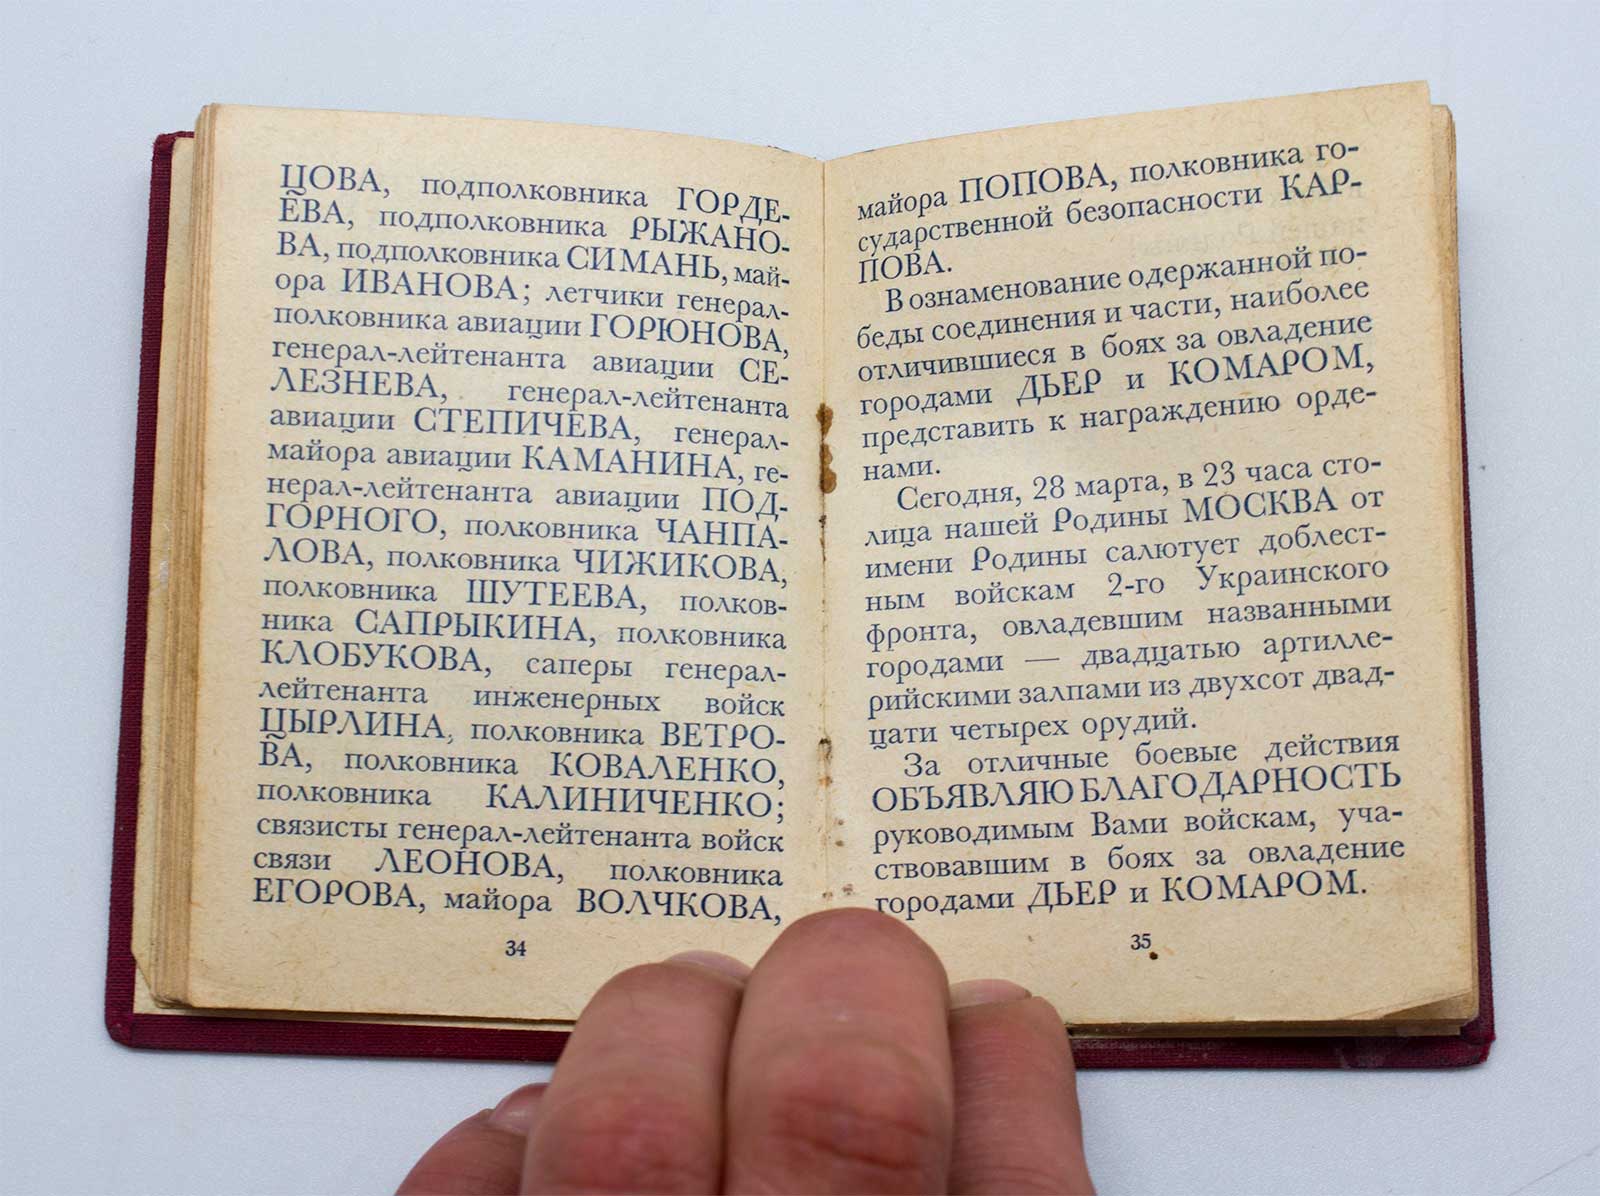 ЦОВА, подполковника ГОРДЕ-
ЕВА, подполковника РЫЖАНО-
ВА, подполковника СИМАНЬ, май-
ора ИВАНОВА; летчики генерал-
полковника авиации ГОРЮНОВА,
генерал-лейтенанта авиации СЕ-
ЛЕЗНЕВА, генерал-лейтенанта
авиации СТЕПИЧЕВА, генерал-
майора авиации КАМАНИНА, ге-
нерал-лейтенанта авиации ПОД-
ГОРНОГО, полковника ЧАНПА-
ЛОВА, полковника ЧИЖИКОВА,
полковника ШУТЕЕВА, полков-
ника САПРЫКИНА, полковника
КЛОБУКОВА, саперы генерал-
лейтенанта инженерных войск
ЦЫРЛИНА, полковника ВЕТРО-
ВА, полковника КОВАЛЕНКО,
полковника КАЛИНИЧЕНКО;
связисты генерал-лейтенанта войск
связи ЛЕОНОВА, полковника
ЕГОРОВА, майора ВОЛЧКОВА,
34
майора ПОПОВА, полковника го-
сударственной безопасности КАР-
ПОВА.
В ознаменование одержанной по-
беды соединения и части, наиболее
отличившиеся в боях за овладение
городами ДЬЕР и КОМАРОМ,
представить к награждению орде-
нами.
Сегодня, 28 марта, в 23 часа сто-
лица нашей Родины МОСКВА от
имени Родины салютует доблест-
ным войскам 2-го Украинского
фронта, овладевшим названными
городами — двадцатью артилле-
рийскими залпами из двухсот двад-
цати четырех орудий.
За отличные боевые действия
ОБЪЯВЛЯЮ БЛАГОДАРНОСТЬ
руководимым Вами войскам, уча-
ствовавшим в боях за овладение
городами ДЬЕР и КОМАРОМ.
35